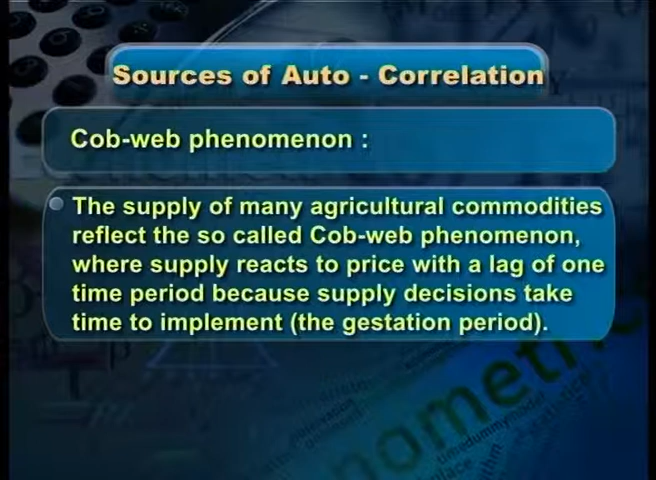 Sources of Auto - Correlation
Cob-web phenomenon :
The supply of many agricultural commodities
reflect the so called Cob-web phenomenon,
where supply reacts to price with a lag of one
time period because supply decisions take
time to implement (the gestation period).
nometri